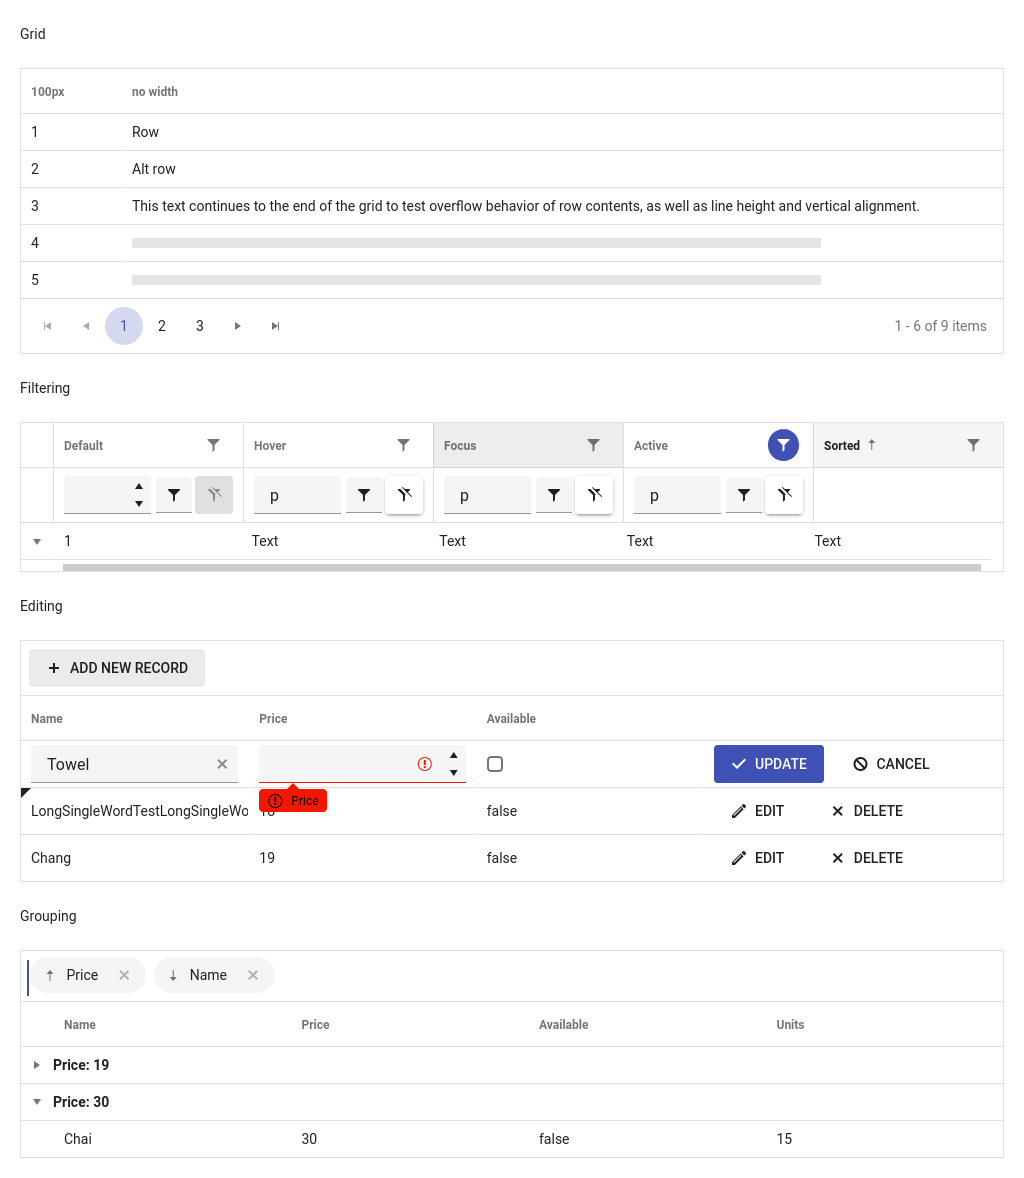 Grid
100px no width
1 Row
2 Alt row
3 This text continues to the end of the grid to test overflow behavior of row contents, as well as line height and vertical alignment.
4
5
1 2 3 1 - 6 of 9 items
Filtering
Default Hover Focus Active Sorted
p p p
1 Text Text Text Text
Editing
ADD NEW RECORD
Name Price Available
Towel UPDATE CANCEL
Price
LongSingleWordTestLongSingleWo false EDIT DELETE
Chang 19 false EDIT DELETE
Grouping
Price Name
Name Price Available Units
Price: 19
Price: 30
Chai 30 false 15